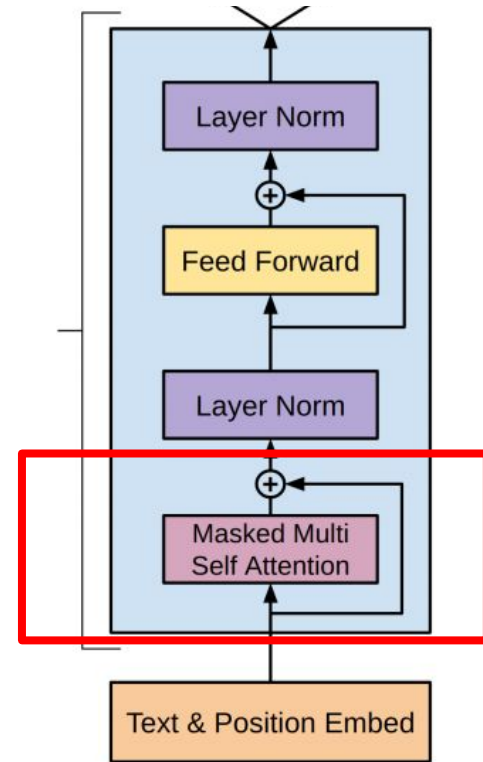 Layer Norm
Feed Forward
Layer Norm
Masked Multi
Self Attention
Text & Position Embed